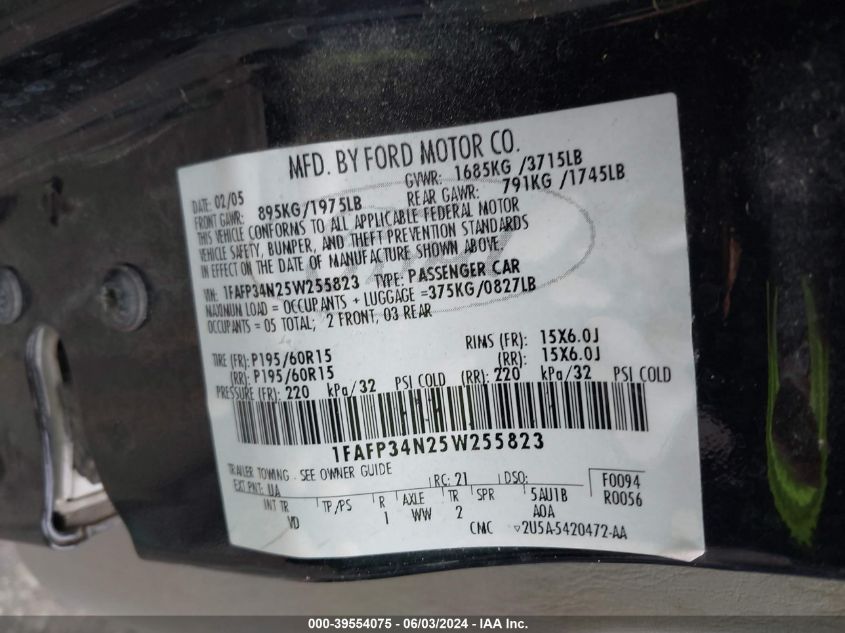 MFD. BY FORD MOTOR CO.
DATE: 02/05 GVWR: 1685KG /3715LB
FRONT GAWR: 895KG/1975LB REAR GAWR: 791KG /1745LB
THIS VEHICLE CONFORMS TO ALL APPLICABLE FEDERAL MOTOR
VEHICLE SAFETY, BUMPER, AND THEFT PREVENTION STANDARDS
IN EFFECT ON THE DATE OF MANUFACTURE SHOWN ABOVE.
VIN: 1FAFP34N25W255823 TYPE: PASSENGER CAR
MAXIMUM LOAD = OCCUPANTS + LUGGAGE =375KG/0827LB
OCCUPANTS = 05 TOTAL; 2 FRONT, 03 REAR
TIRE (FR): P195/60R15 RIMS (FR): 15X6.0J
(RR): P195/60R15 (RR): 15X6.0J
PRESSURE (FR): 220 kPa/32 PSI COLD (RR): 220 kPa/32 PSI COLD
1FAFP34N25W255823
TRAILER TOWING - SEE OWNER GUIDE
EXT PNT: UA RC: 21 DSO: F0094
INT TR TP/PS R AXLE TR SPR 5AU1B R0056
VD 1 WW 2 A0A
CMC ▽2U5A-5420472-AA
000-39554075 - 06/03/2024 - IAA Inc.